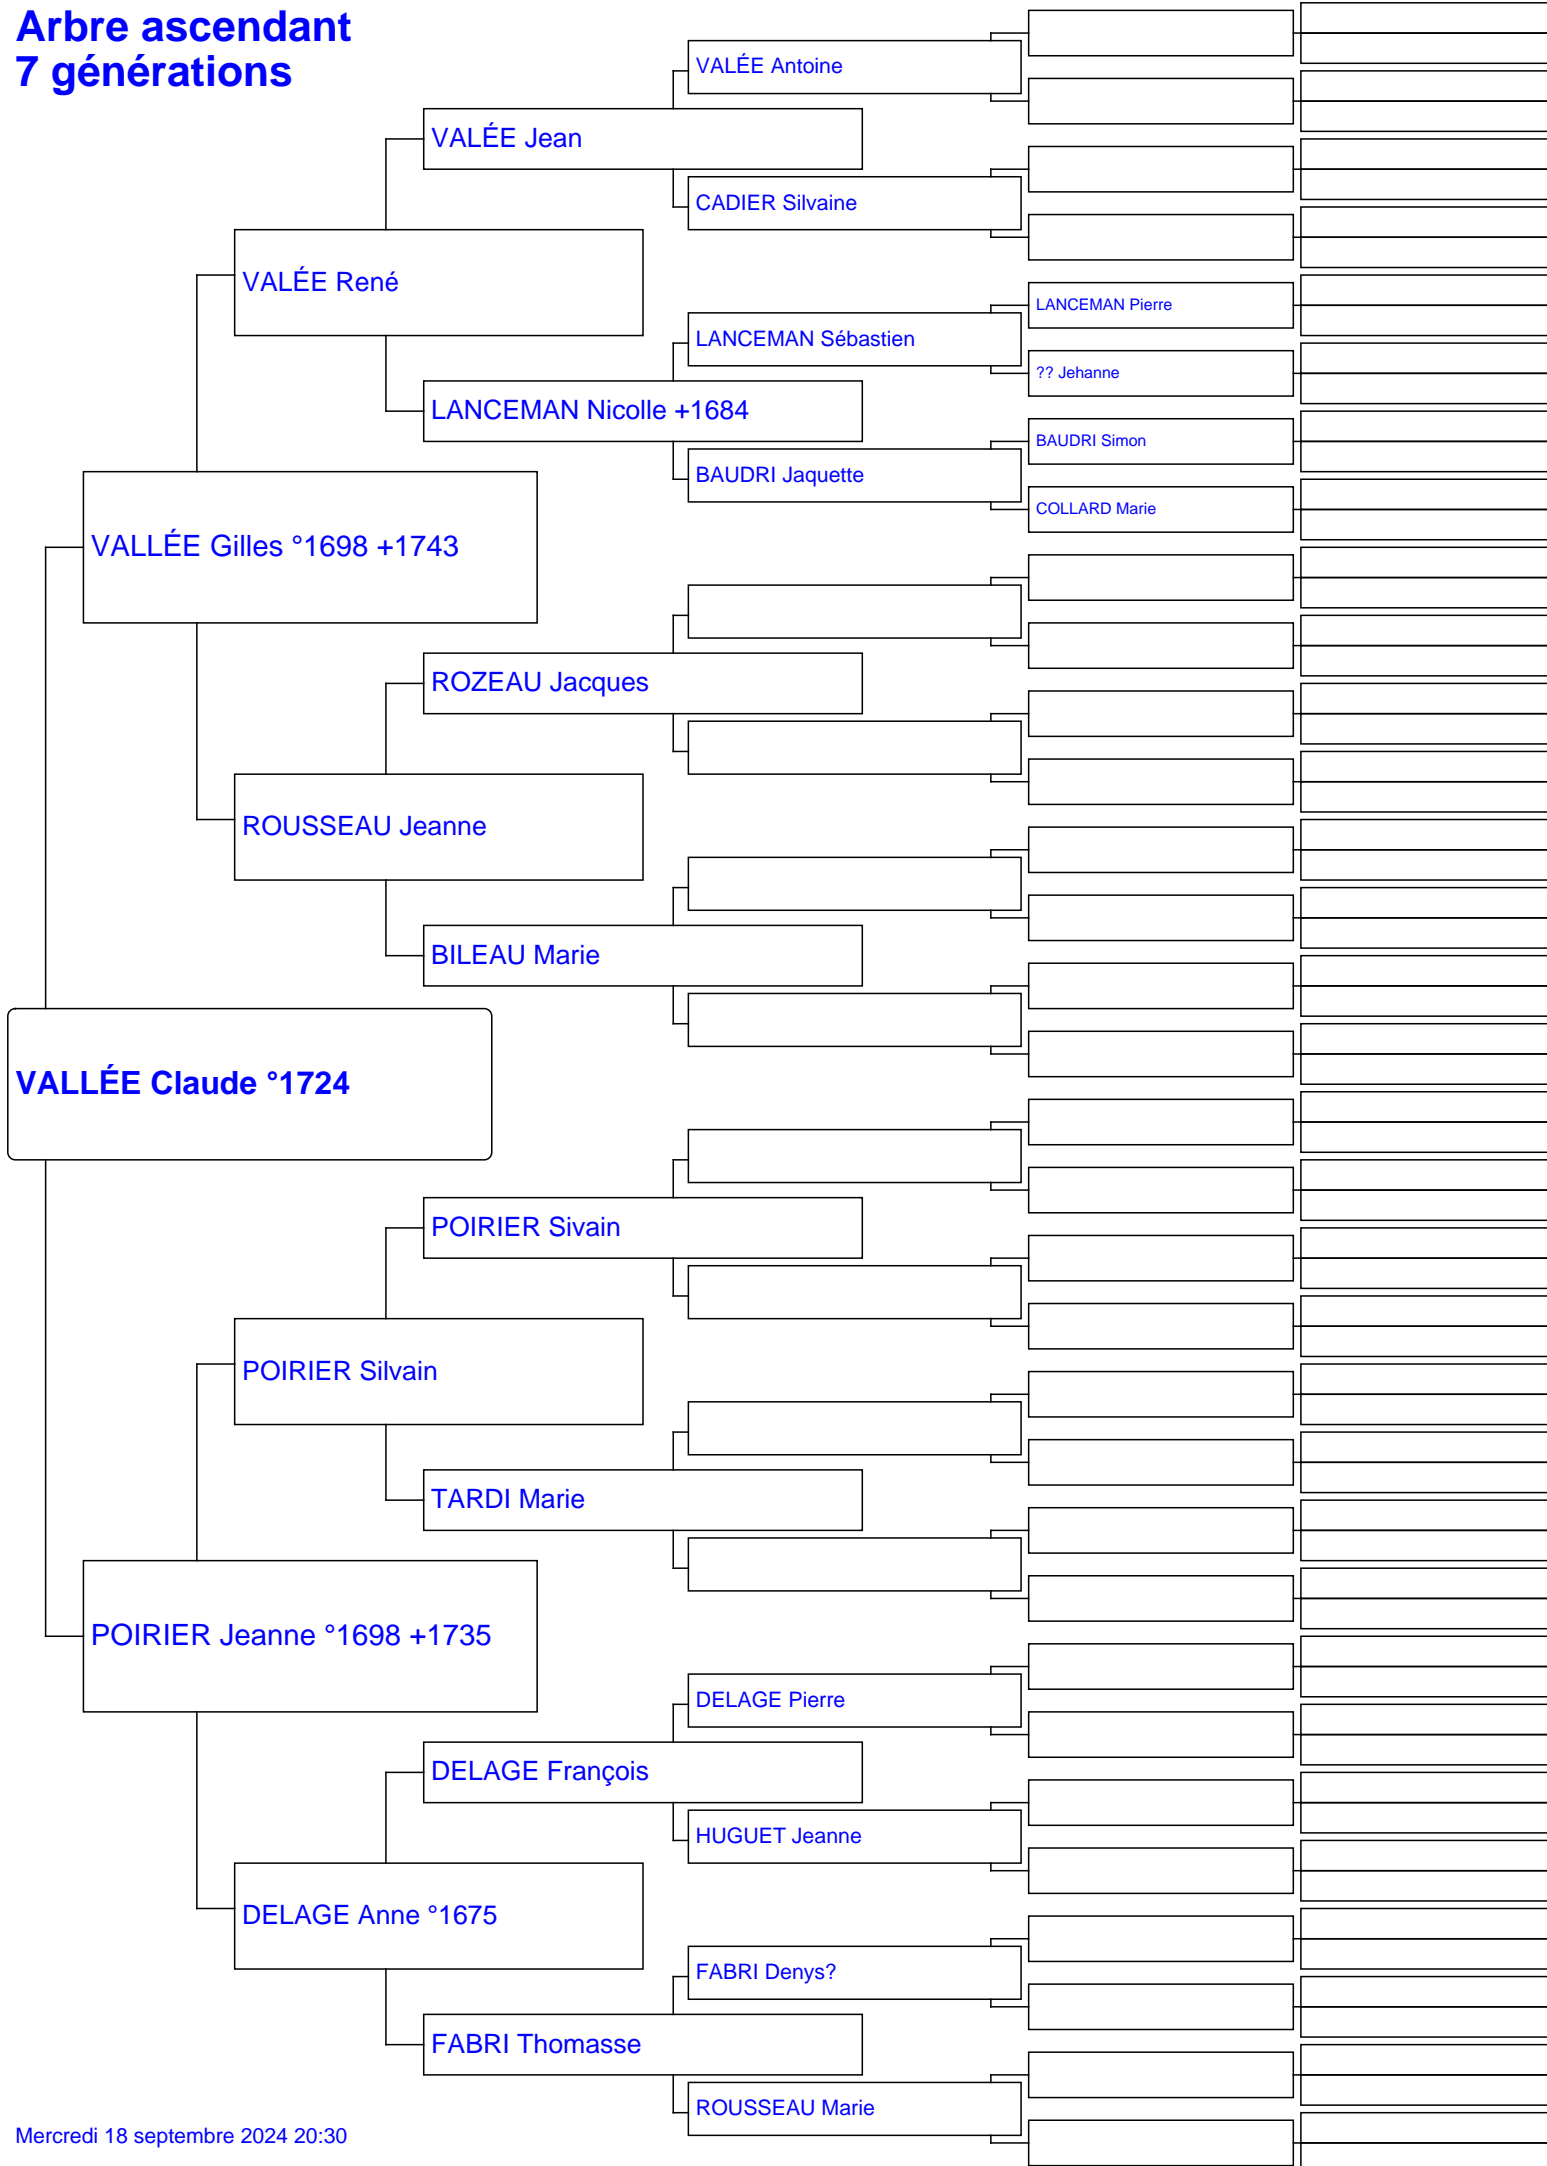 Arbre ascendant
7 générations
VALÉE Antoine
VALÉE Jean
CADIER Silvaine
VALÉE René
LANCEMAN Pierre
LANCEMAN Sébastien
?? Jehanne
LANCEMAN Nicolle +1684
BAUDRI Simon
BAUDRI Jaquette
COLLARD Marie
VALLÉE Gilles °1698 +1743
ROZEAU Jacques
ROUSSEAU Jeanne
BILEAU Marie
VALLÉE Claude °1724
POIRIER Sivain
POIRIER Silvain
TARDI Marie
POIRIER Jeanne °1698 +1735
DELAGE Pierre
DELAGE François
HUGUET Jeanne
DELAGE Anne °1675
FABRI Denys?
FABRI Thomasse
ROUSSEAU Marie
Mercredi 18 septembre 2024 20:30